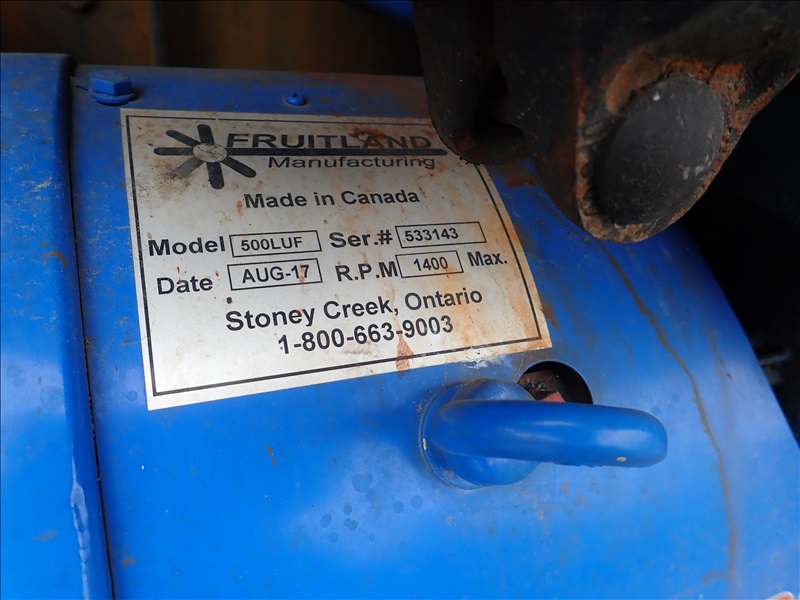 FRUITLAND
Manufacturing
Made in Canada
Model 500LUF Ser.# 533143
Date AUG-17 R.P.M 1400 Max.
Stoney Creek, Ontario
1-800-663-9003